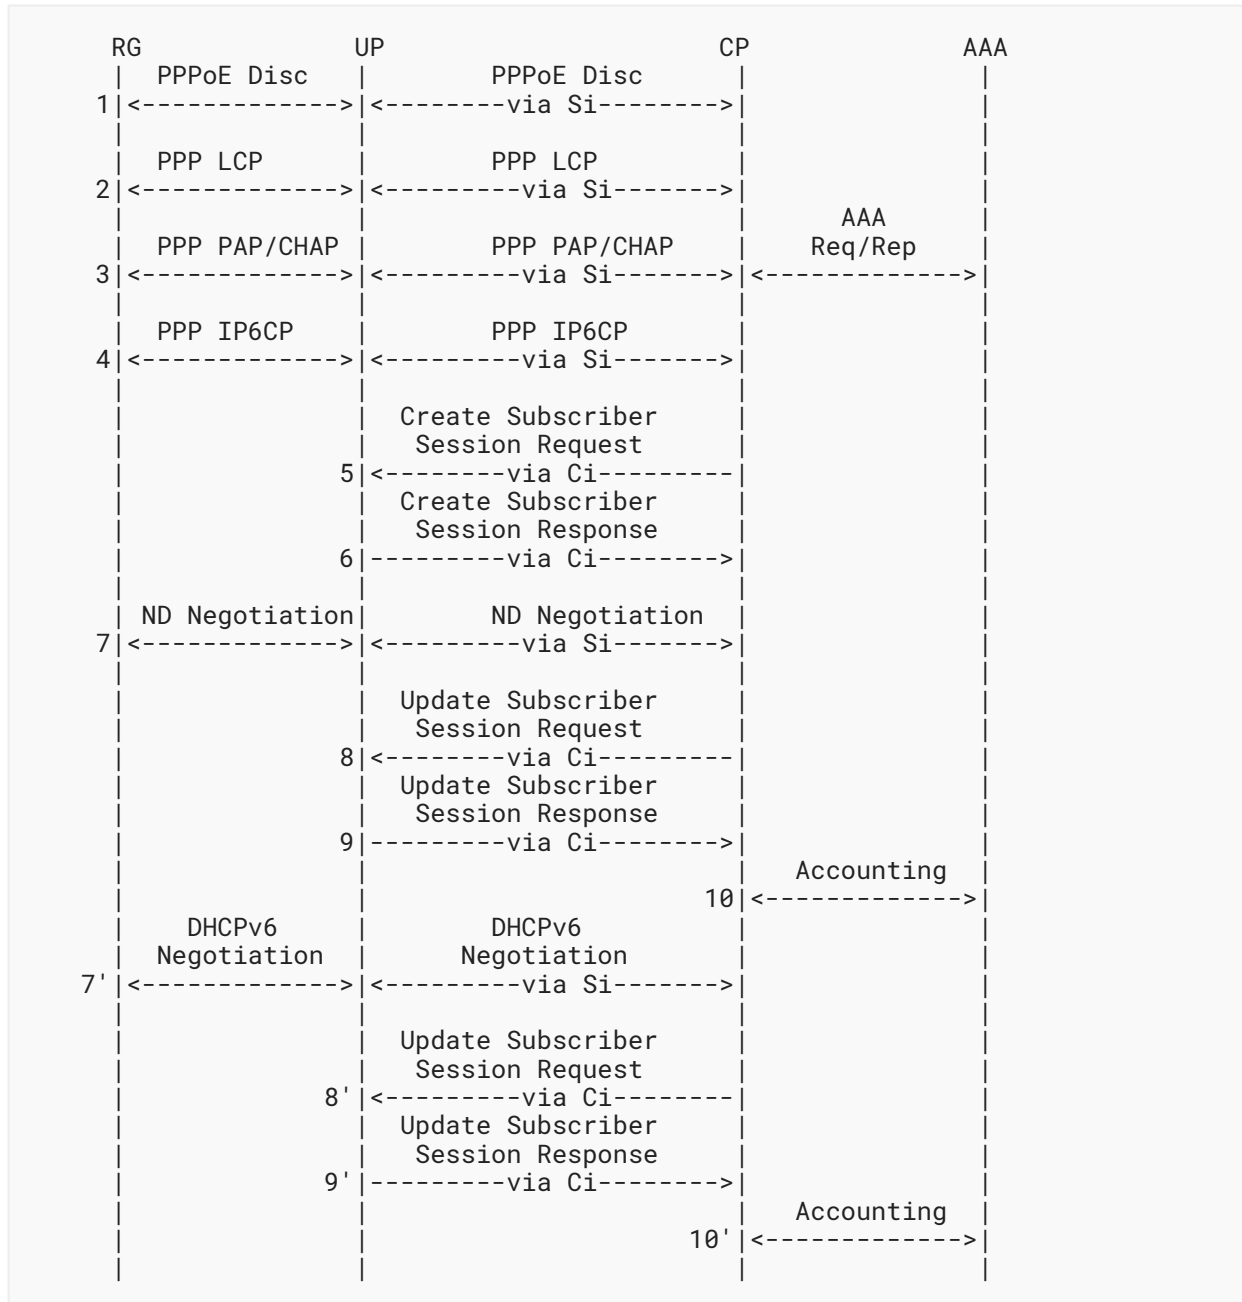 RG UP CP AAA
PPPoE Disc PPPoE Disc
1|<------------->|<--------via Si-------->|
PPP LCP PPP LCP
2|<------------->|<---------via Si------->|
AAA
PPP PAP/CHAP PPP PAP/CHAP Req/Rep
3|<------------->|<---------via Si------->|<------------->|
PPP IP6CP PPP IP6CP
4|<------------->|<---------via Si------->|
Create Subscriber
Session Request
5|<--------via Ci---------|
Create Subscriber
Session Response
6|---------via Ci-------->|
ND Negotiation ND Negotiation
7|<------------->|<---------via Si------->|
Update Subscriber
Session Request
8|<--------via Ci---------|
Update Subscriber
Session Response
9|---------via Ci-------->|
Accounting
10|<------------->|
DHCPv6 DHCPv6
Negotiation Negotiation
7'|<------------->|<---------via Si------->|
Update Subscriber
Session Request
8'|<---------via Ci--------|
Update Subscriber
Session Response
9'|---------via Ci-------->|
Accounting
10'|<------------->|